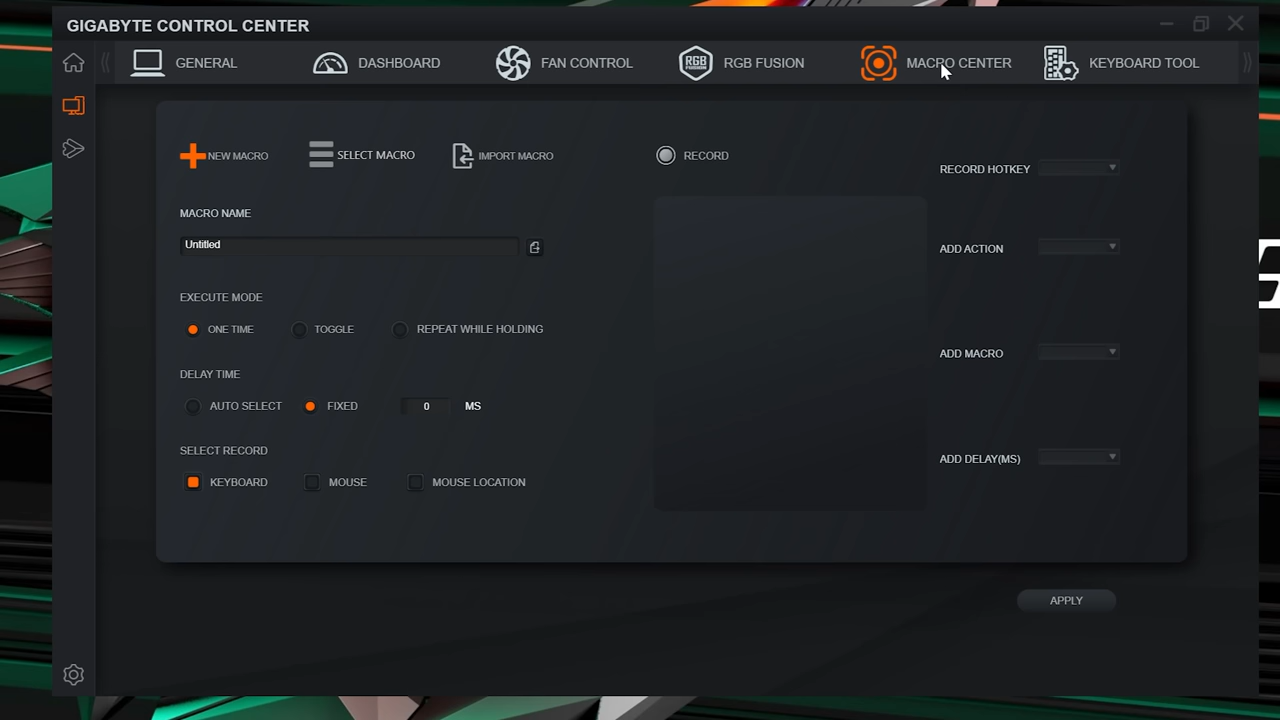 GIGABYTE CONTROL CENTER
GENERAL
DASHBOARD
FAN CONTROL
RGB FUSION
RGB FUSION
MACRO CENTER
KEYBOARD TOOL
NEW MACRO
SELECT MACRO
IMPORT MACRO
RECORD
RECORD HOTKEY
MACRO NAME
Untitled
ADD ACTION
EXECUTE MODE
ONE TIME
TOGGLE
REPEAT WHILE HOLDING
ADD MACRO
DELAY TIME
AUTO SELECT
FIXED
0
MS
SELECT RECORD
ADD DELAY(MS)
KEYBOARD
MOUSE
MOUSE LOCATION
APPLY